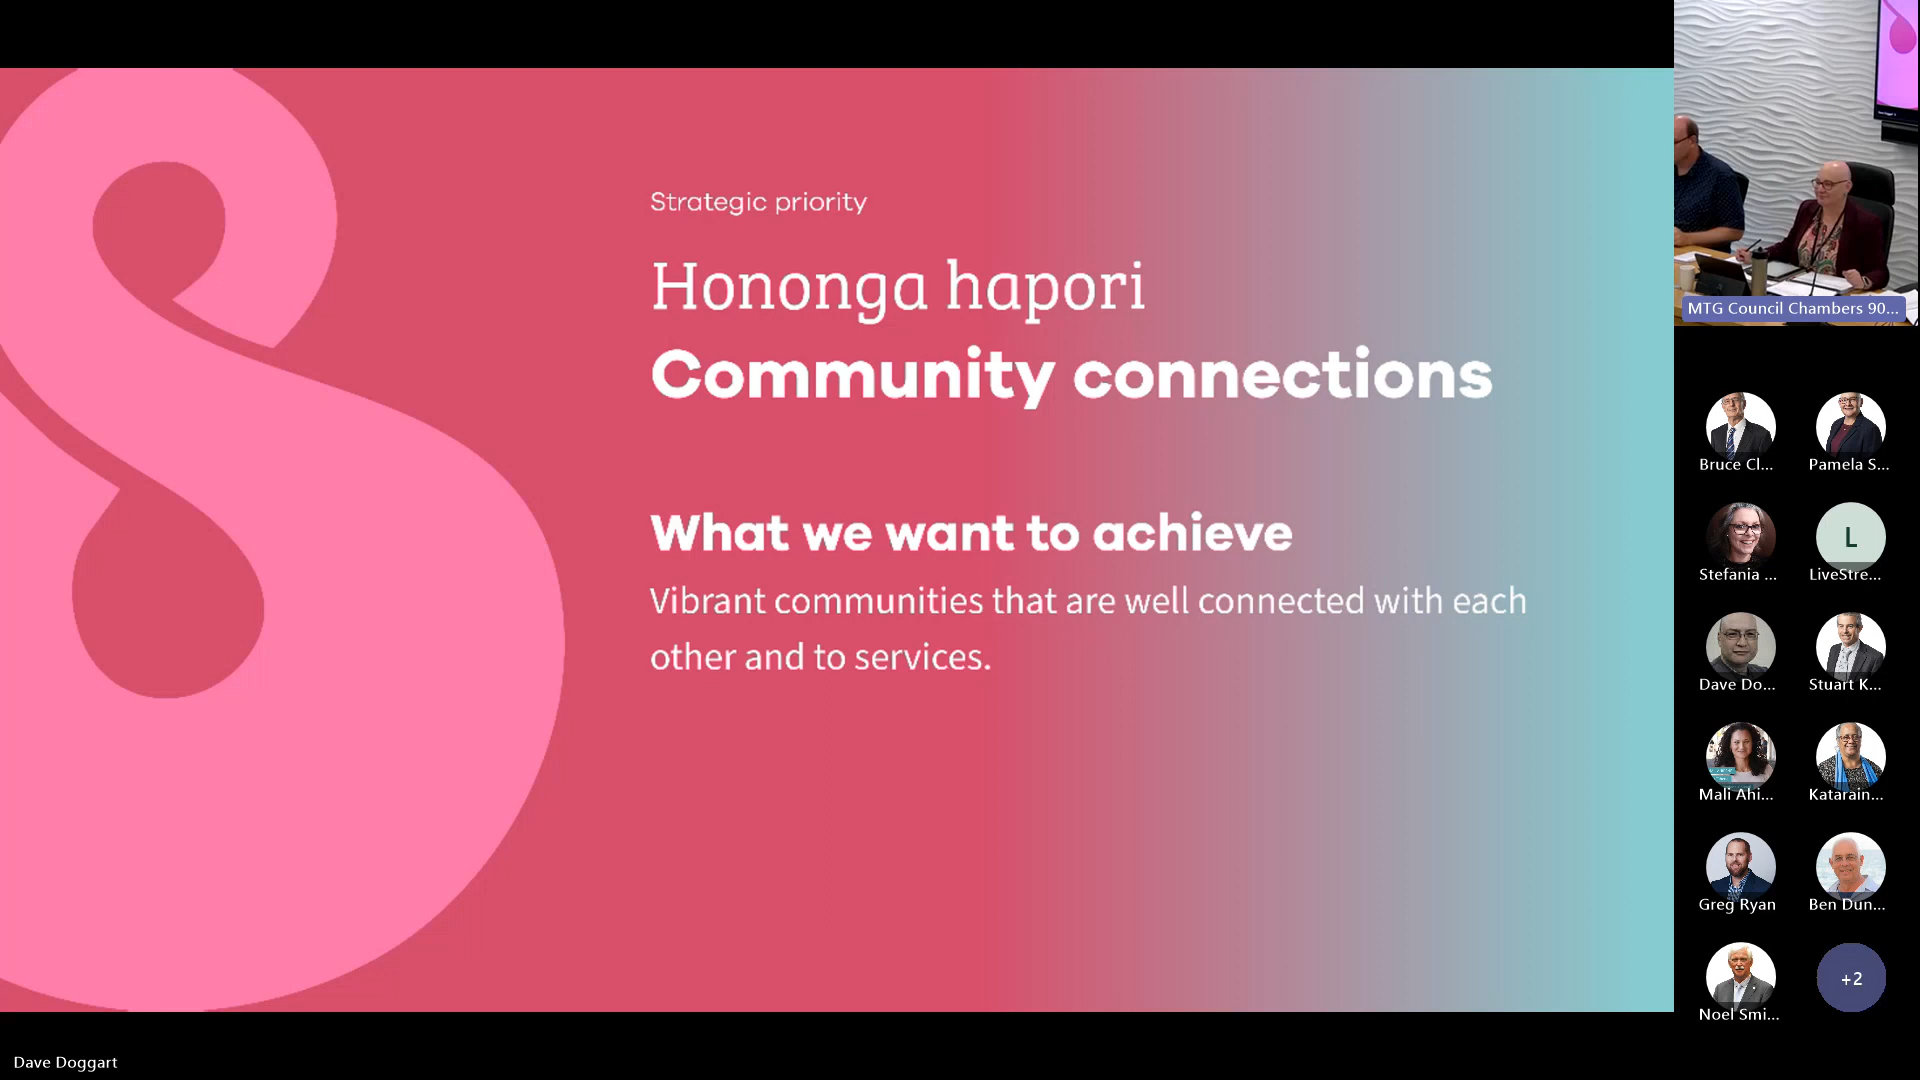 Strategic priority
Hononga hapori
Community connections
What we want to achieve
Vibrant communities that are well connected with each
other and to services.
MTG Council Chambers 90...
Bruce Cl...
Pamela S...
Stefania ...
L
LiveStre...
Dave Do...
Stuart K...
Mali Ahi...
Katarain...
Greg Ryan
Ben Dun...
Noel Smi...
+2
Dave Doggart